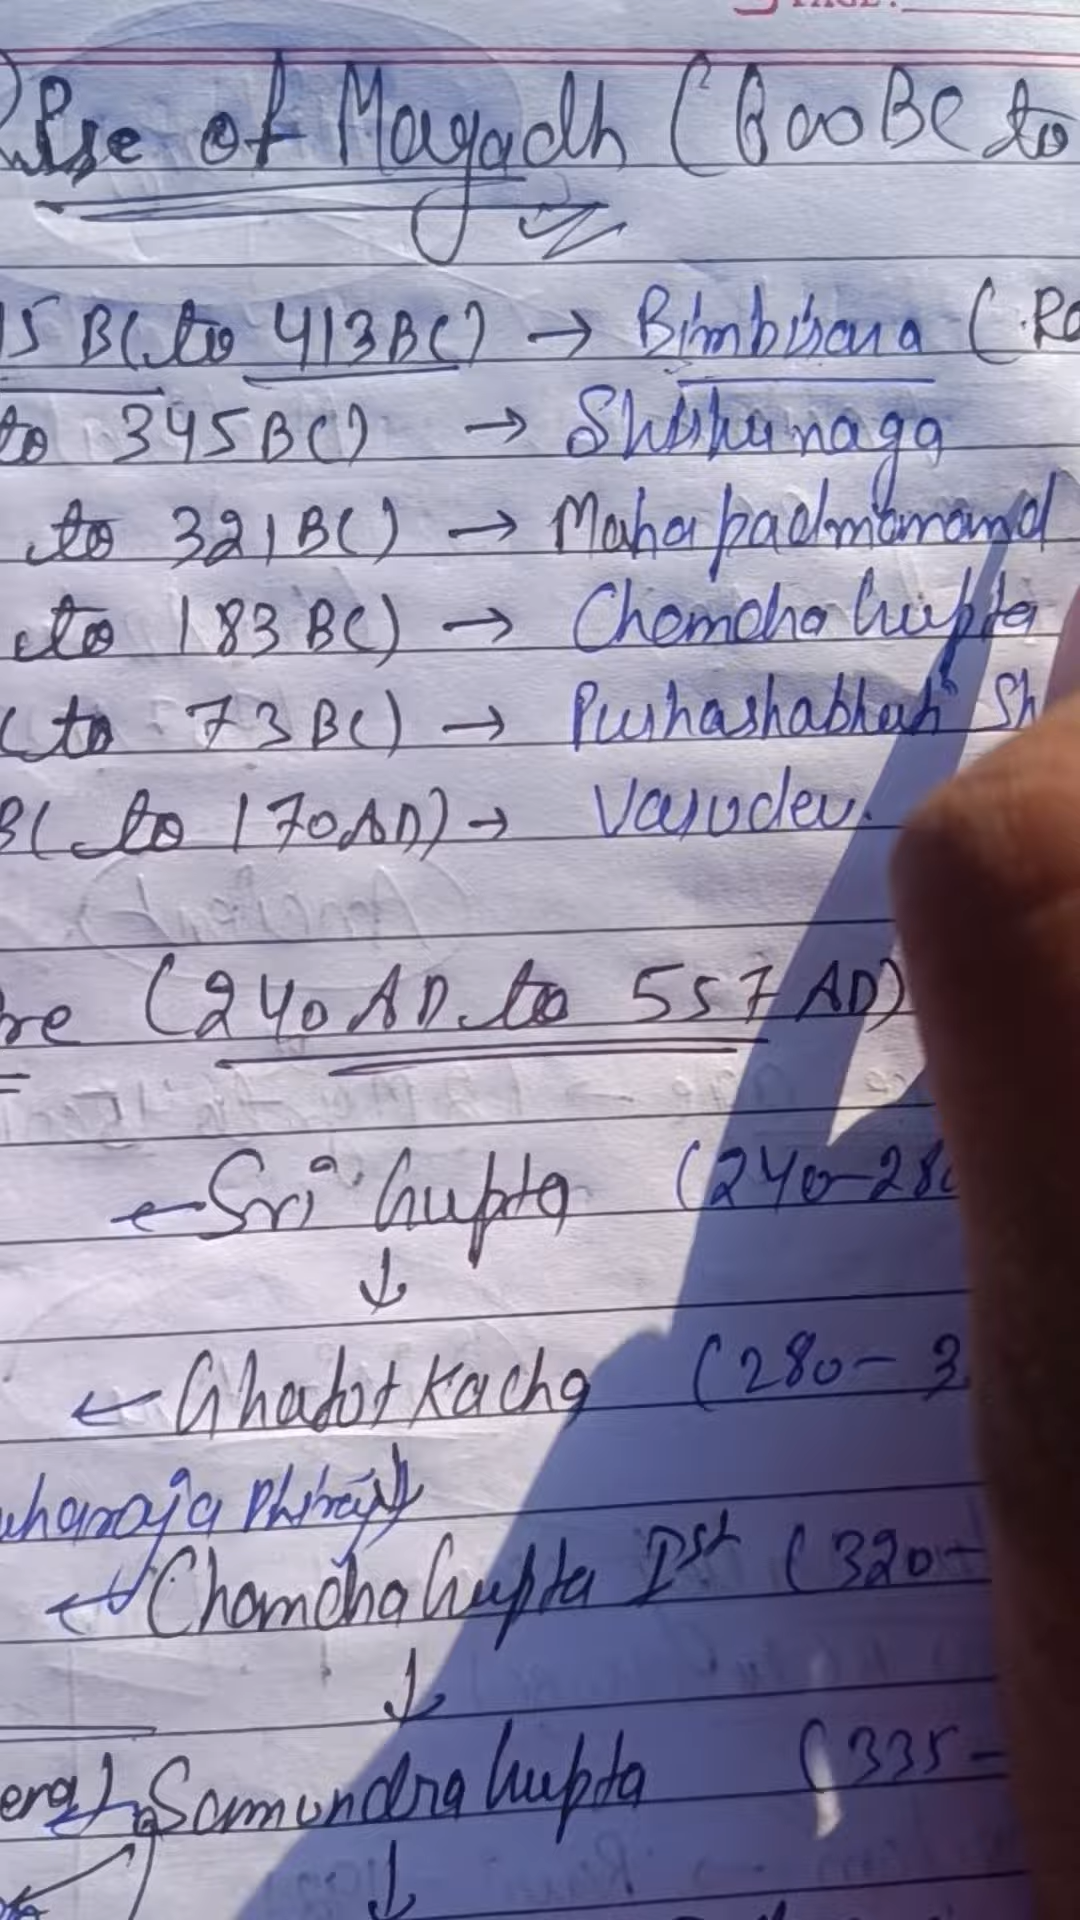 PAGE:
Rise of Magadh (600 BC to
15 BC to 413 BC) → Bimbisara (
to 345 BC) → Shishunaga
to 321 BC) → Mahapadmanand
to 183 BC) → Chandra Gupta
to 73 BC) → Sh
BC to 170 AD) → Vasudev.
re (240 AD to 557 AD)
← Sri Gupta (240-28
↓
← Ghatotkacha (280-3
haraja Dhiraj
← Chandra Gupta Ist (320-
↓
Samundra Gupta (335-
↓